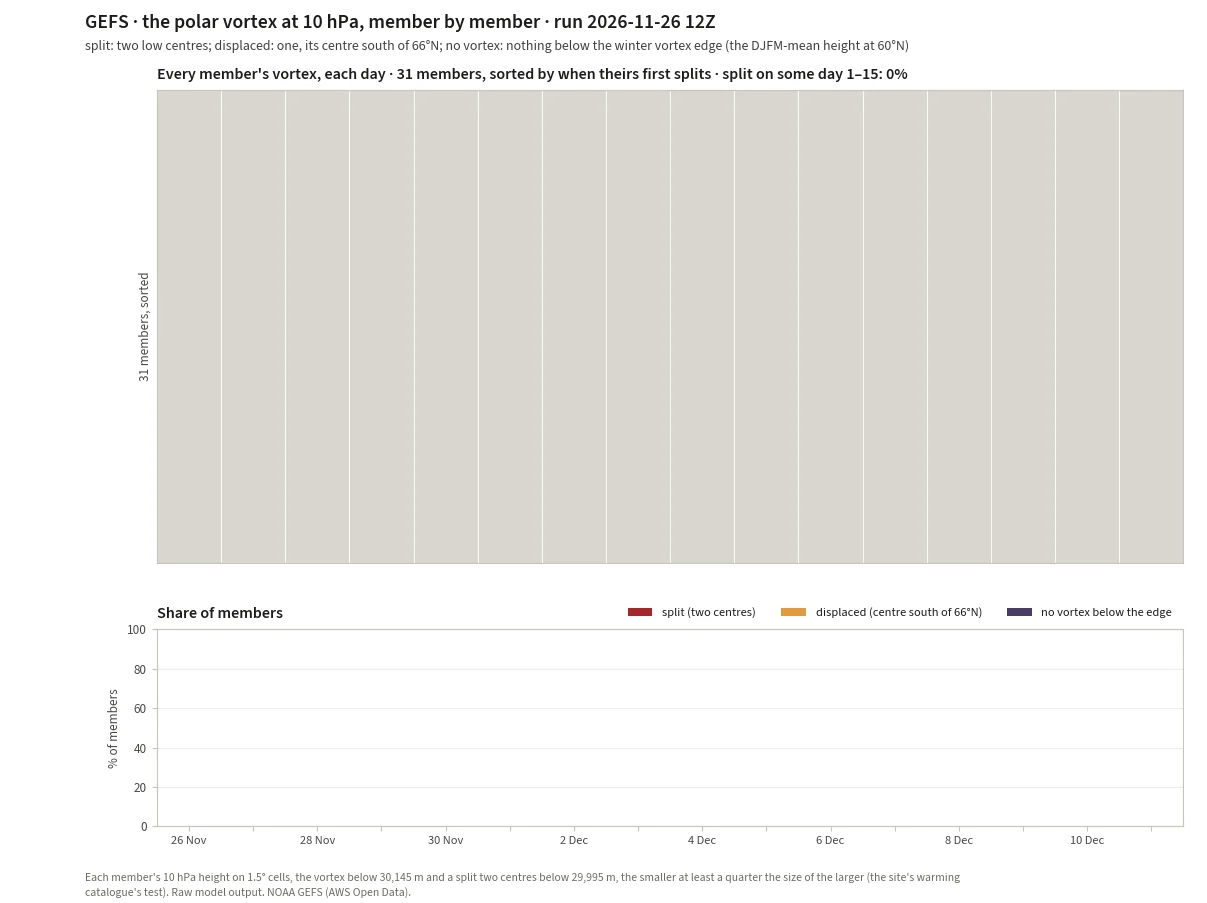 GEFS · the polar vortex at 10 hPa, member by member · run 2026-11-26 12Z
split: two low centres; displaced: one, its centre south of 66°N; no vortex: nothing below the winter vortex edge (the DJFM-mean height at 60°N)
Every member's vortex, each day · 31 members, sorted by when theirs first splits · split on some day 1–15: 0%
31 members, sorted
Share of members
split (two centres)
displaced (centre south of 66°N)
no vortex below the edge
% of members
100
80
60
40
20
0
26 Nov
28 Nov
30 Nov
2 Dec
4 Dec
6 Dec
8 Dec
10 Dec
Each member's 10 hPa height on 1.5° cells, the vortex below 30,145 m and a split two centres below 29,995 m, the smaller at least a quarter the size of the larger (the site's warming
catalogue's test). Raw model output. NOAA GEFS (AWS Open Data).